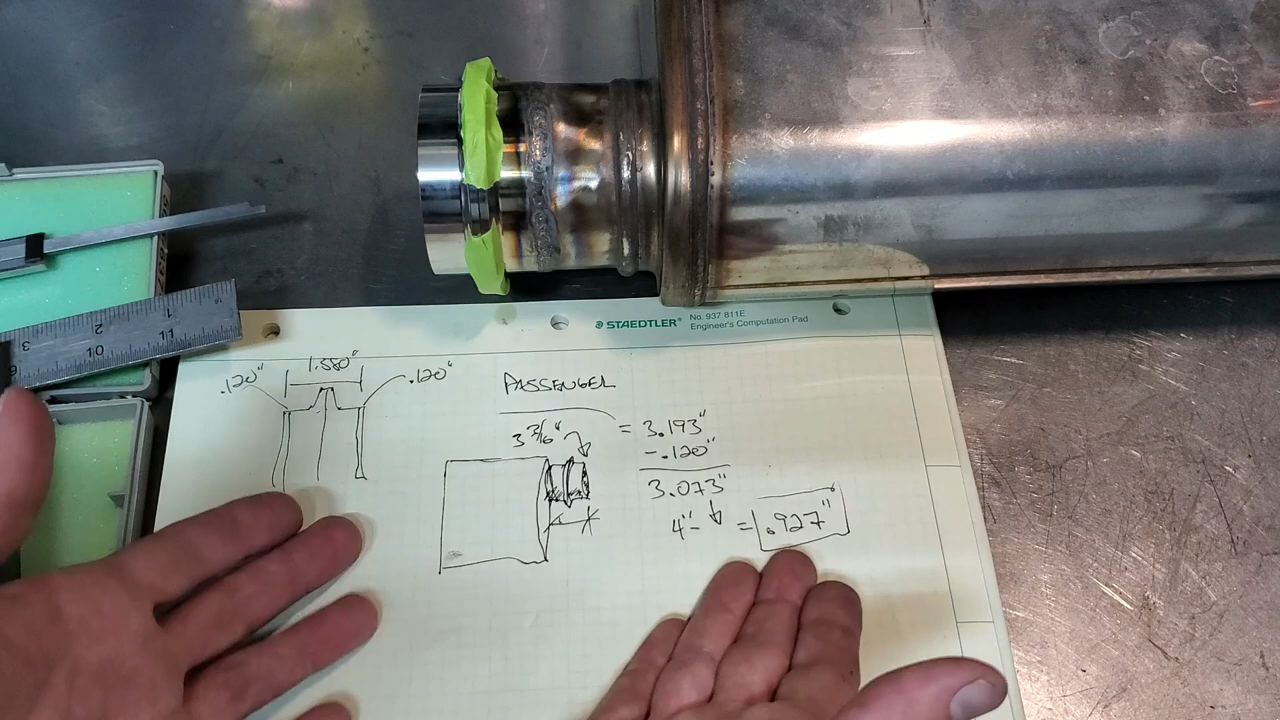 STAEDTLER® No. 937 811E
Engineer's Computation Pad
1 2 3
11 10
.120" 1.580" .120"
PASSENGER
3 3/16" = 3.193"
-.120"
3.073"
4"- = .927"